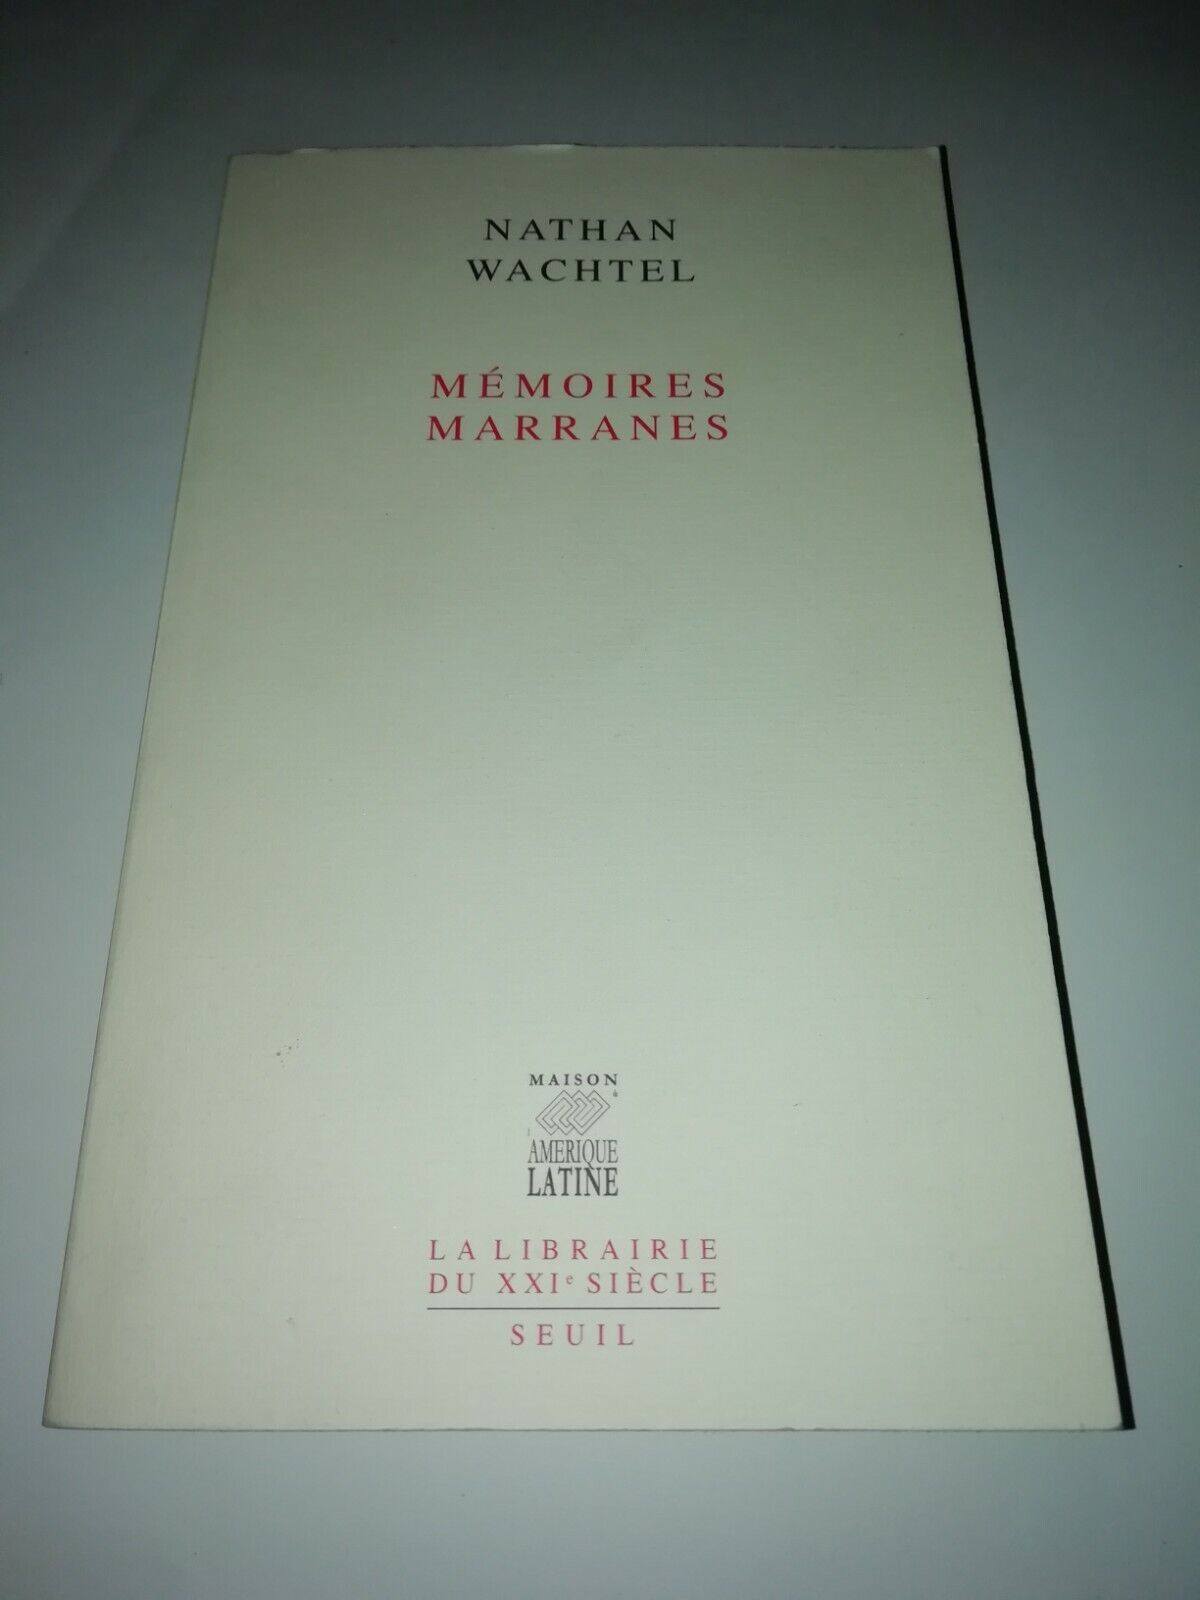 NATHAN
WACHTEL
MÉMOIRES
MARRANES
MAISON
AMERIQUE
LATINE
LA LIBRAIRIE
DU XXIe SIÈCLE
SEUIL